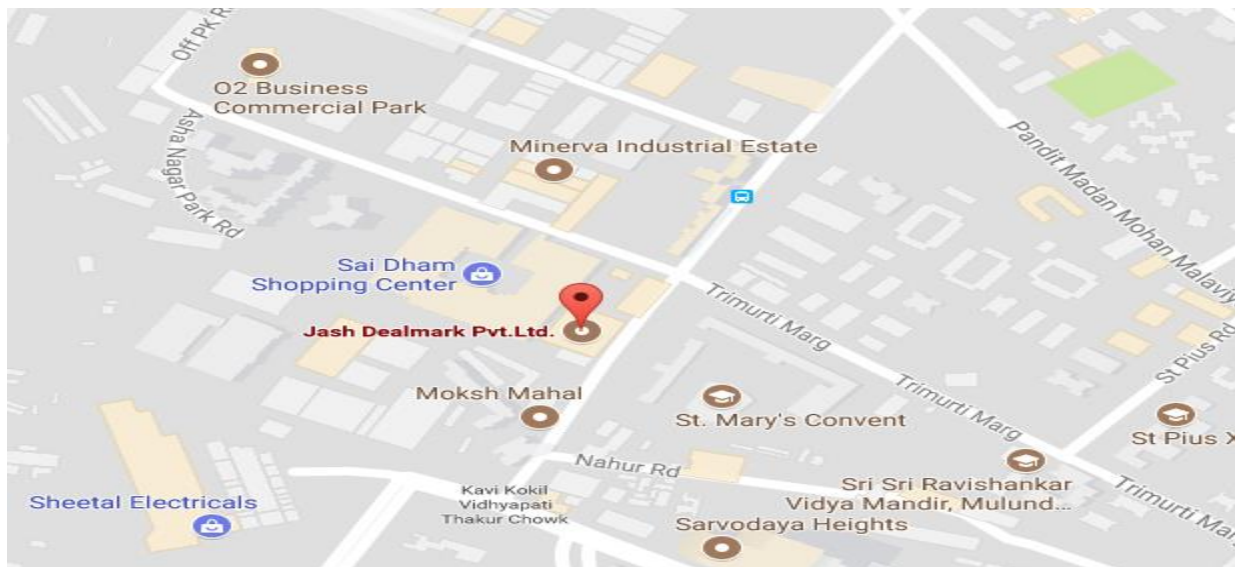 Off PK R
O2 Business
Commercial Park
Asha Nagar Park Rd
Minerva Industrial Estate
Pandit Madan Mohan Malaviy
Sai Dham
Shopping Center
Trimurti Marg
Jash Dealmark Pvt.Ltd.
St Pius Rd
Moksh Mahal
Trimurti Marg
St. Mary's Convent
St Pius X
Nahur Rd
Sri Sri Ravishankar
Vidya Mandir, Mulund...
Trimurti Marg
Kavi Kokil
Vidhyapati
Thakur Chowk
Sheetal Electricals
Sarvodaya Heights